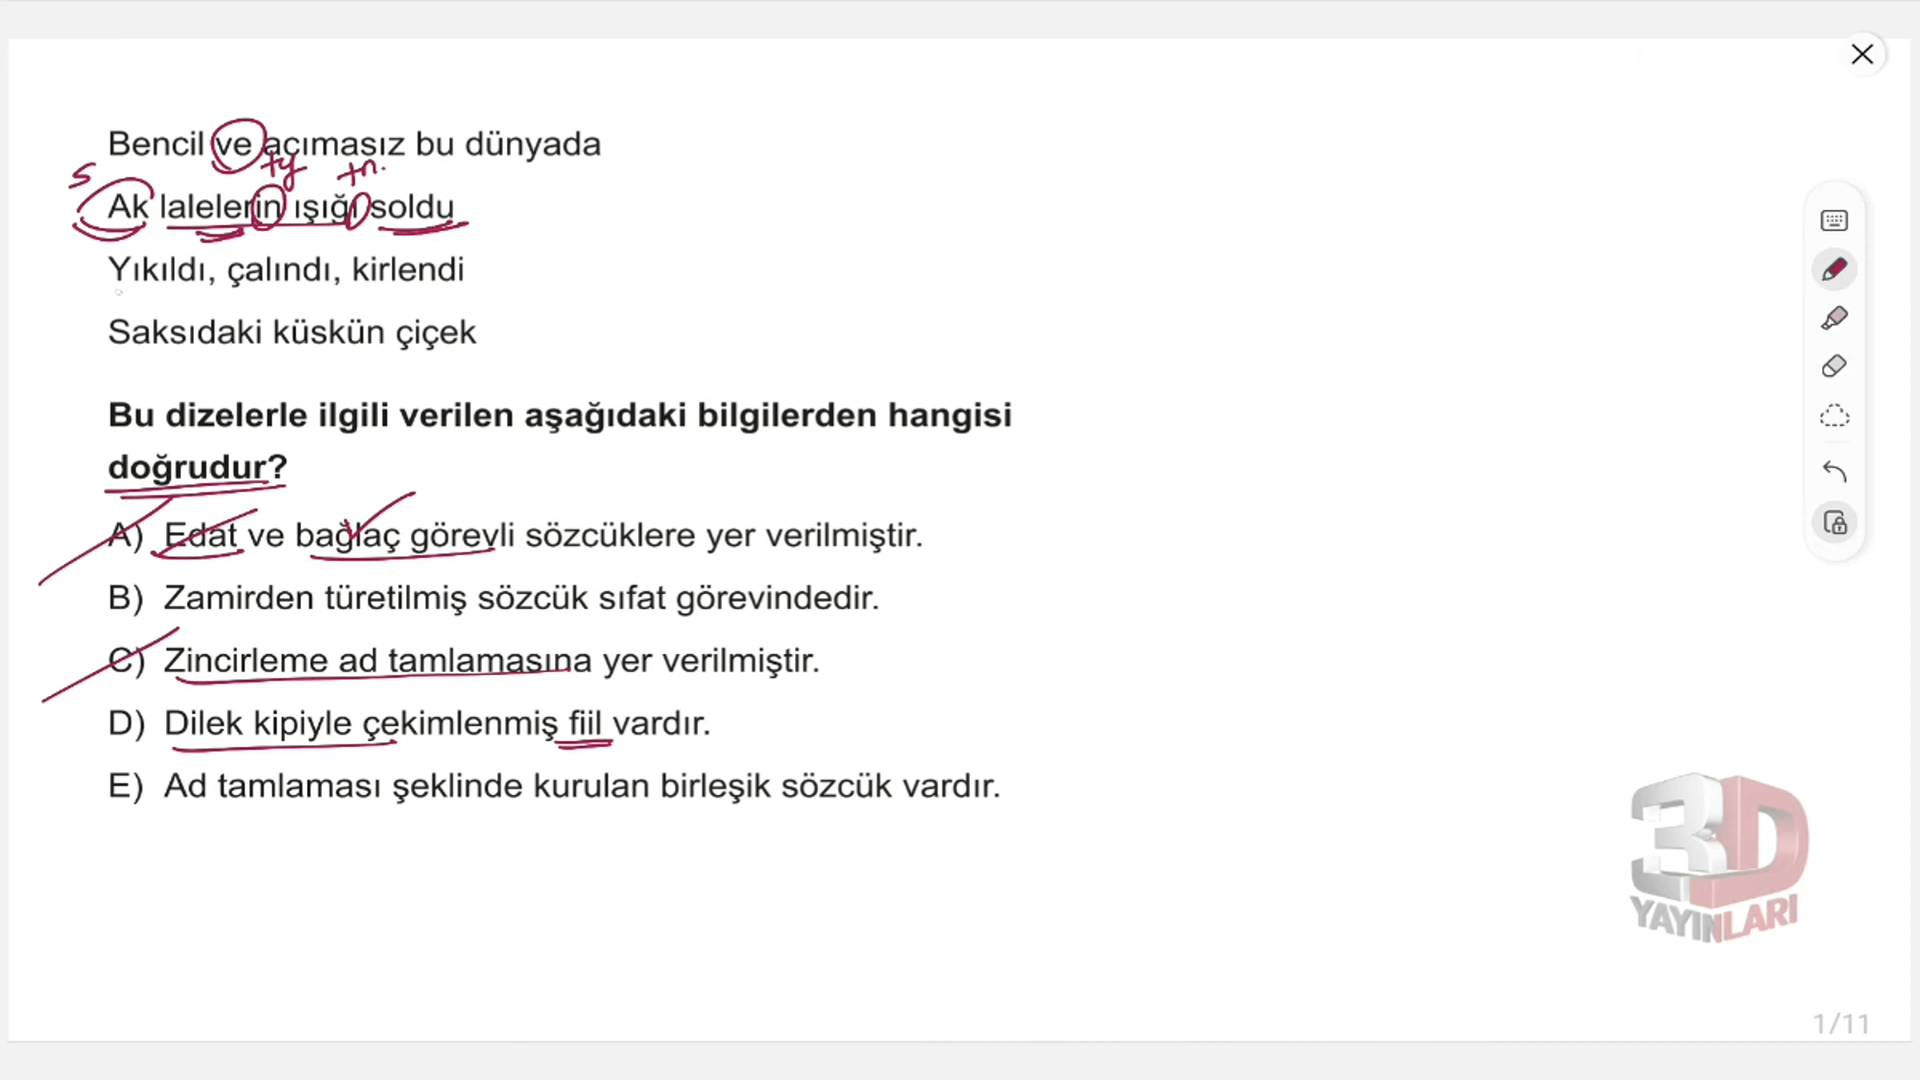 Bencil ve acımasız bu dünyada
s ty tn.
Ak lalelerin ışığı soldu
Yıkıldı, çalındı, kirlendi
Saksıdaki küskün çiçek
Bu dizelerle ilgili verilen aşağıdaki bilgilerden hangisi
doğrudur?
A) Edat ve bağlaç görevli sözcüklere yer verilmiştir.
B) Zamirden türetilmiş sözcük sıfat görevindedir.
C) Zincirleme ad tamlamasına yer verilmiştir.
D) Dilek kipiyle çekimlenmiş fiil vardır.
E) Ad tamlaması şeklinde kurulan birleşik sözcük vardır.
3D
YAYINLARI
1/11